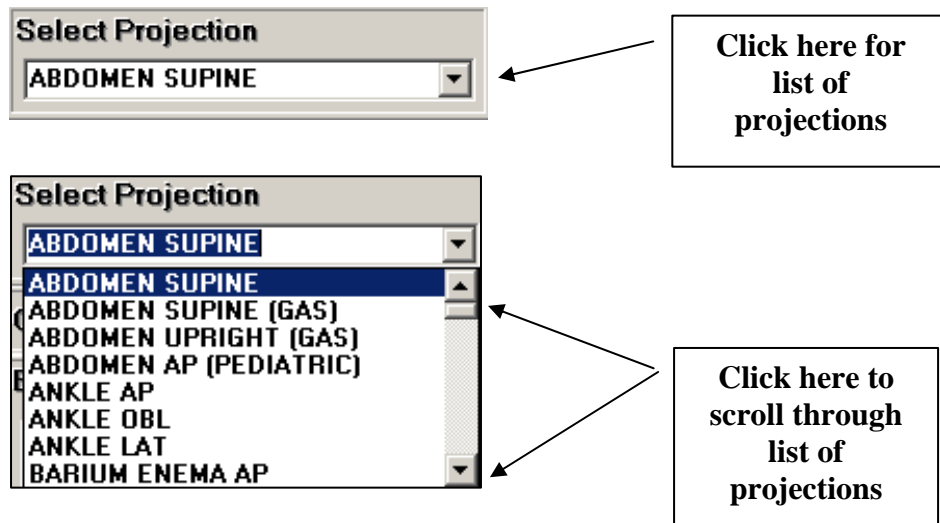 Select Projection
ABDOMEN SUPINE
Click here for
list of
projections
Select Projection
ABDOMEN SUPINE
ABDOMEN SUPINE
ABDOMEN SUPINE (GAS)
ABDOMEN UPRIGHT (GAS)
ABDOMEN AP (PEDIATRIC)
ANKLE AP
ANKLE OBL
ANKLE LAT
BARIUM ENEMA AP
Click here to
scroll through
list of
projections